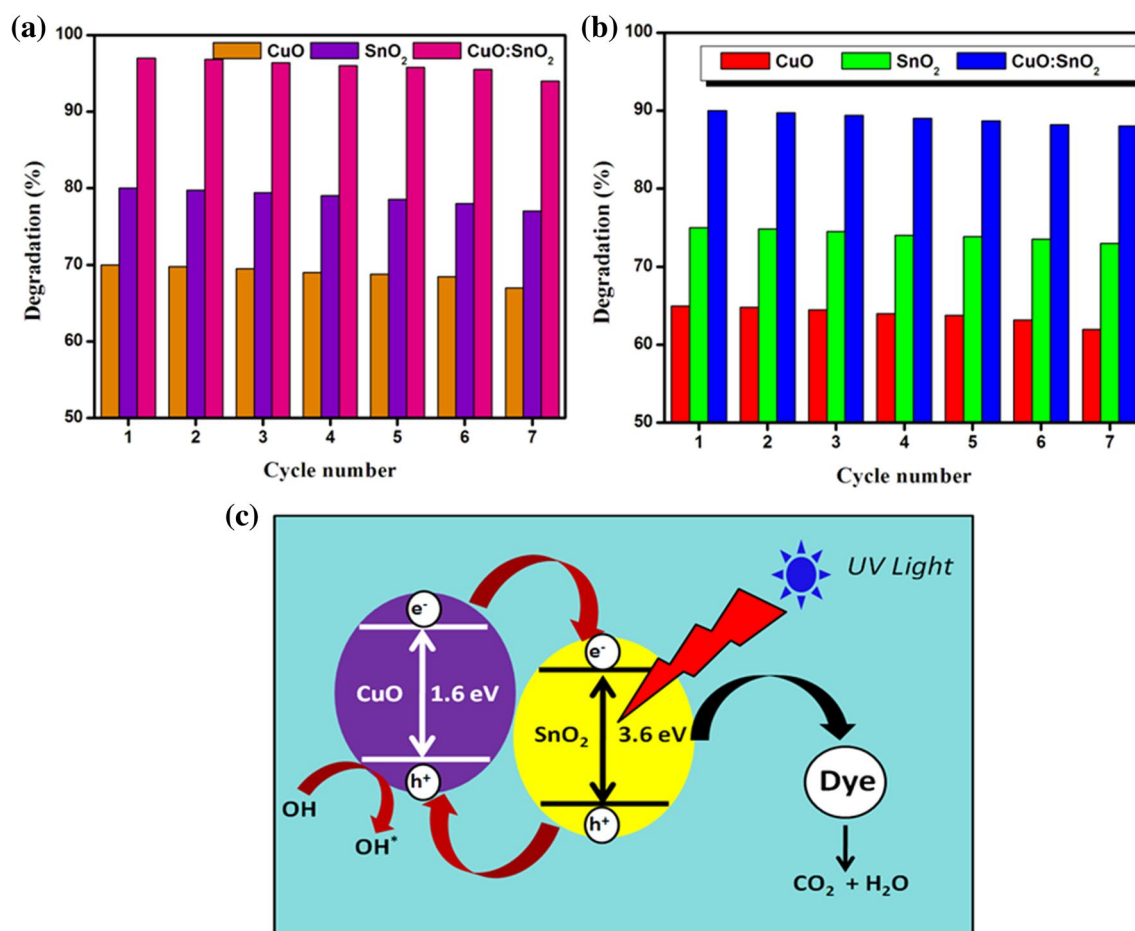 (a)
CuO SnO₂ CuO:SnO₂
Degradation (%)
100
90
80
70
60
50
1 2 3 4 5 6 7
Cycle number
(b)
CuO SnO₂ CuO:SnO₂
Degradation (%)
100
90
80
70
60
50
1 2 3 4 5 6 7
Cycle number
(c)
UV Light
e⁻
CuO 1.6 eV
h⁺
e⁻
SnO₂ 3.6 eV
h⁺
OH
OH*
Dye
CO₂ + H₂O